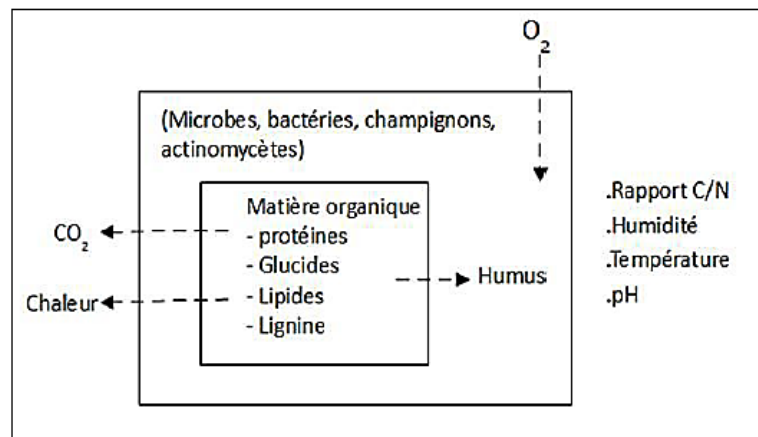 O2
(Microbes, bactéries, champignons,
actinomycètes)
Matière organique
- protéines
- Glucides
- Lipides
- Lignine
CO2
Chaleur
Humus
.Rapport C/N
.Humidité
.Température
.pH